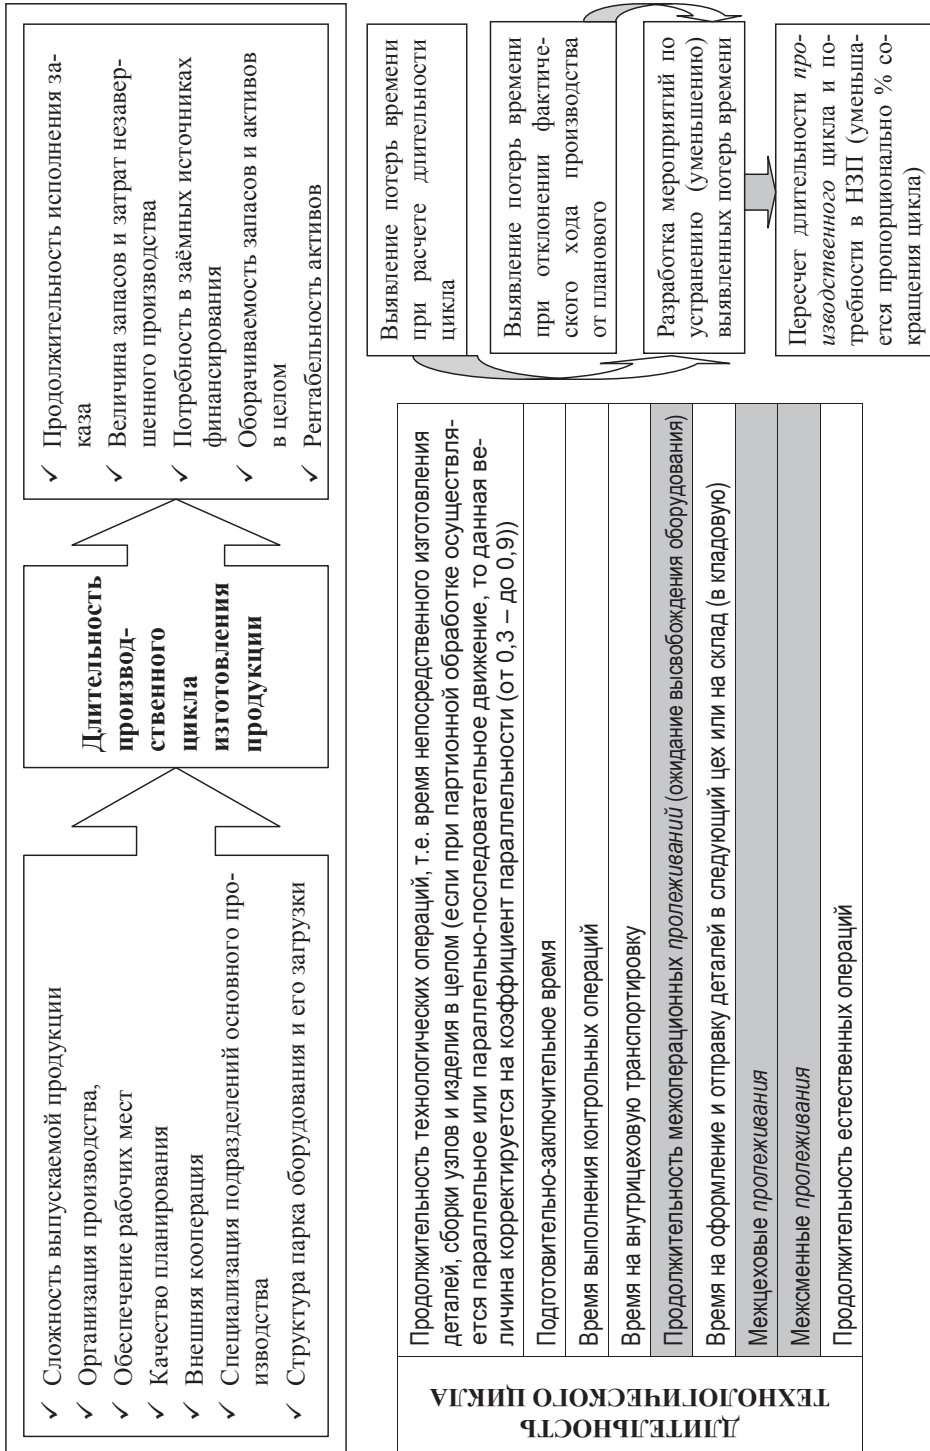 ✓ Сложность выпускаемой продукции
✓ Организация производства,
✓ Обеспечение рабочих мест
✓ Качество планирования
✓ Внешняя кооперация
✓ Специализация подразделений основного про-
изводства
✓ Структура парка оборудования и его загрузки
Длительность
производ-
ственного
цикла
изготовления
продукции
✓ Продолжительность исполнения за-
каза
✓ Величина запасов и затрат незавер-
шенного производства
✓ Потребность в заёмных источниках
финансирования
✓ Оборачиваемость запасов и активов
в целом
✓ Рентабельность активов
ДЛИТЕЛЬНОСТЬ
ТЕХНОЛОГИЧЕСКОГО ЦИКЛА
Продолжительность технологических операций, т.е. время непосредственного изготовления
деталей, сборки узлов и изделия в целом (если при партионной обработке осуществля-
ется параллельное или параллельно-последовательное движение, то данная ве-
личина корректируется на коэффициент параллельности (от 0,3 – до 0,9))
Подготовительно-заключительное время
Время выполнения контрольных операций
Время на внутрицеховую транспортировку
Продолжительность межоперационных пролеживаний (ожидание высвобождения оборудования)
Время на оформление и отправку деталей в следующий цех или на склад (в кладовую)
Межцеховые пролеживания
Межсменные пролеживания
Продолжительность естественных операций
Выявление потерь времени
при расчете длительности
цикла
Выявление потерь времени
при отклонении фактиче-
ского хода производства
от планового
Разработка мероприятий по
устранению (уменьшению)
выявленных потерь времени
Пересчет длительности про-
изводственного цикла и по-
требности в НЗП (уменьша-
ется пропорционально % со-
кращения цикла)